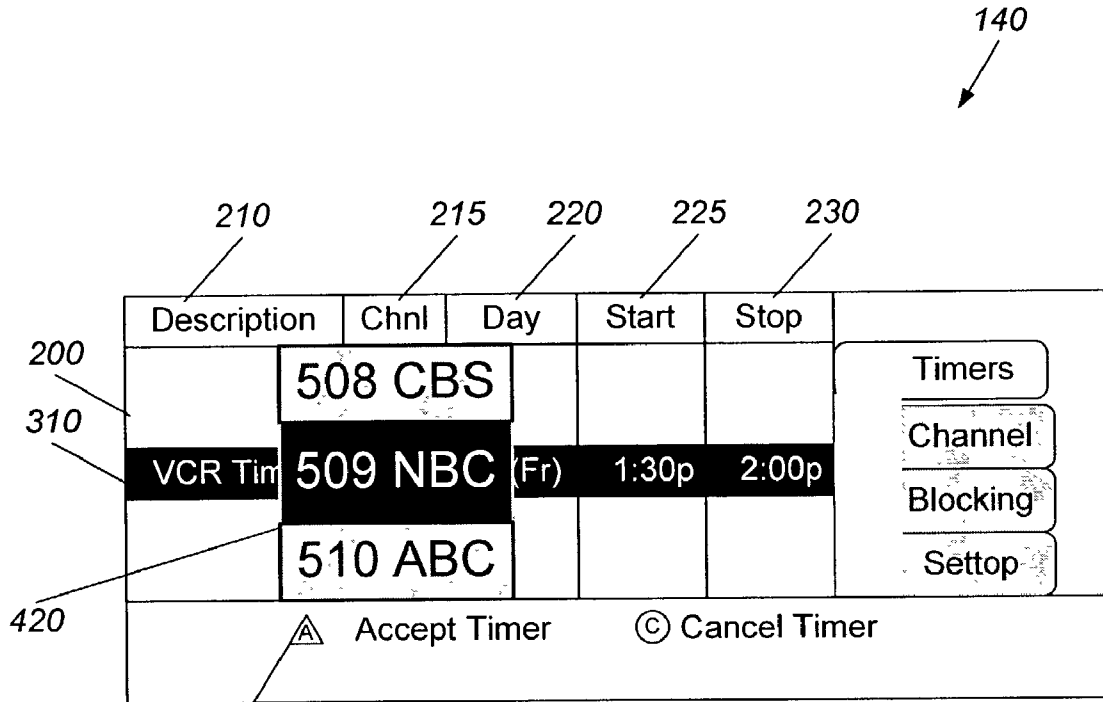 140
210 215 220 225 230
Description Chnl Day Start Stop
200
508 CBS
Timers
310
Channel
VCR Tim 509 NBC (Fr) 1:30p 2:00p
Blocking
510 ABC
Settop
420
A Accept Timer C Cancel Timer